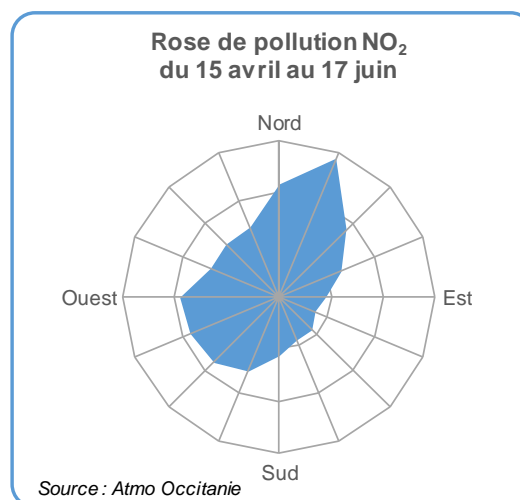 Rose de pollution NO₂
du 15 avril au 17 juin
Nord
Ouest
Est
Sud
Source : Atmo Occitanie